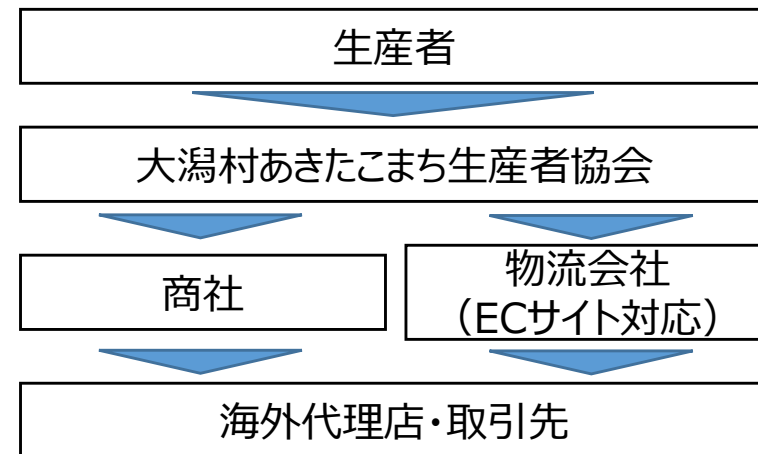 生産者
大潟村あきたこまち生産者協会
商社
物流会社
（ECサイト対応）
海外代理店・取引先